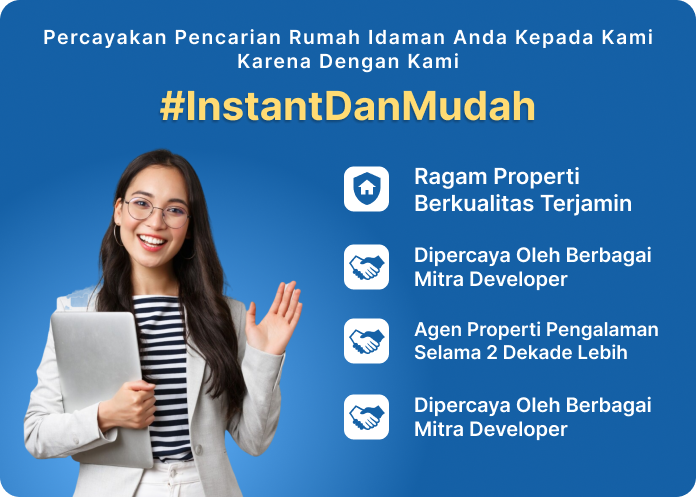 Percayakan Pencarian Rumah Idaman Anda Kepada Kami
Karena Dengan Kami
#InstantDanMudah
Ragam Properti
Berkualitas Terjamin
Dipercaya Oleh Berbagai
Mitra Developer
Agen Properti Pengalaman
Selama 2 Dekade Lebih
Dipercaya Oleh Berbagai
Mitra Developer